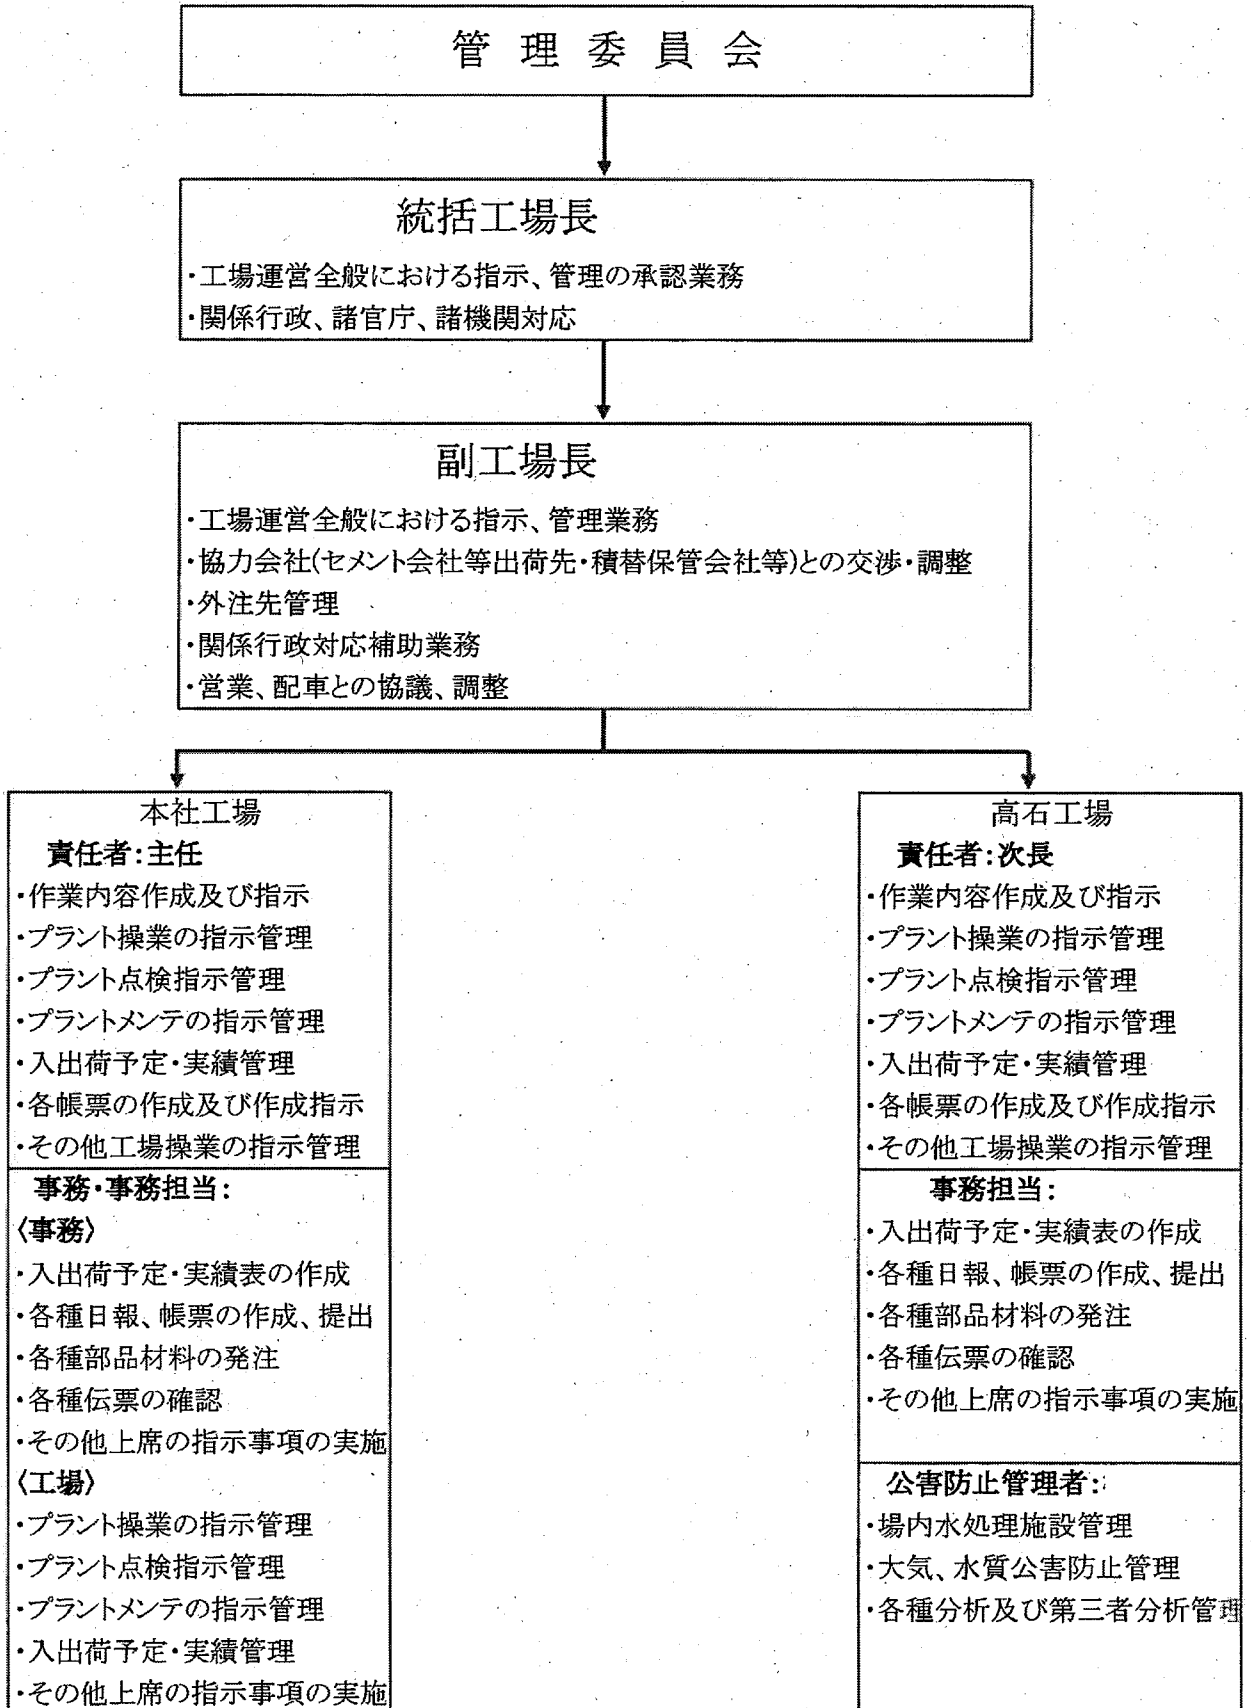 管理委員会
統括工場長
・工場運営全般における指示、管理の承認業務
・関係行政、諸官庁、諸機関対応
副工場長
・工場運営全般における指示、管理業務
・協力会社(セメント会社等出荷先・積替保管会社等)との交渉・調整
・外注先管理
・関係行政対応補助業務
・営業、配車との協議、調整
本社工場
責任者:主任
・作業内容作成及び指示
・プラント操業の指示管理
・プラント点検指示管理
・プラントメンテの指示管理
・入出荷予定・実績管理
・各帳票の作成及び作成指示
・その他工場操業の指示管理
事務・事務担当:
〈事務〉
・入出荷予定・実績表の作成
・各種日報、帳票の作成、提出
・各種部品材料の発注
・各種伝票の確認
・その他上席の指示事項の実施
〈工場〉
・プラント操業の指示管理
・プラント点検指示管理
・プラントメンテの指示管理
・入出荷予定・実績管理
・その他上席の指示事項の実施
高石工場
責任者:次長
・作業内容作成及び指示
・プラント操業の指示管理
・プラント点検指示管理
・プラントメンテの指示管理
・入出荷予定・実績管理
・各帳票の作成及び作成指示
・その他工場操業の指示管理
事務担当:
・入出荷予定・実績表の作成
・各種日報、帳票の作成、提出
・各種部品材料の発注
・各種伝票の確認
・その他上席の指示事項の実施
公害防止管理者:
・場内水処理施設管理
・大気、水質公害防止管理
・各種分析及び第三者分析管理